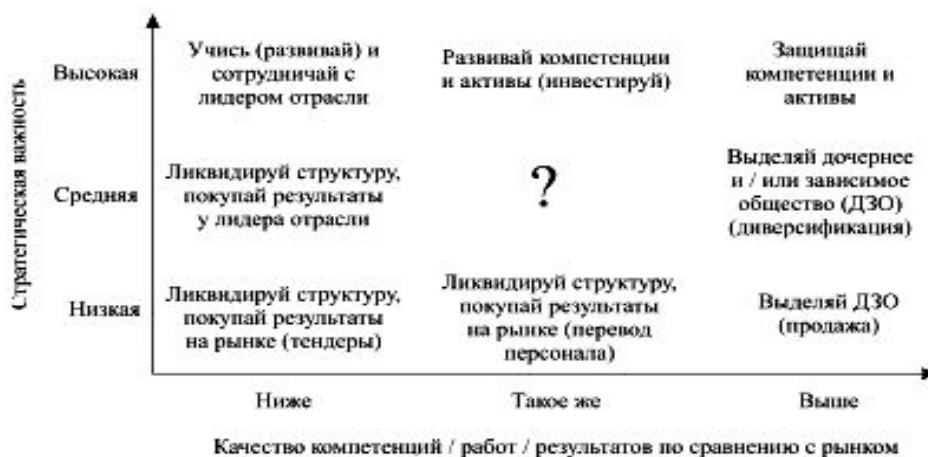 Стратегическая важность
Высокая
Учись (развивай) и
сотрудничай с
лидером отрасли
Развивай компетенции
и активы (инвестируй)
Защищай
компетенции и
активы
Средняя
Ликвидируй структуру,
покупай результаты
у лидера отрасли
?
Выделяй дочернее
и / или зависимое
общество (ДЗО)
(диверсификация)
Низкая
Ликвидируй структуру,
покупай результаты
на рынке (тендеры)
Ликвидируй структуру,
покупай результаты
на рынке (перевод
персонала)
Выделяй ДЗО
(продажа)
Ниже
Такое же
Выше
Качество компетенций / работ / результатов по сравнению с рынком